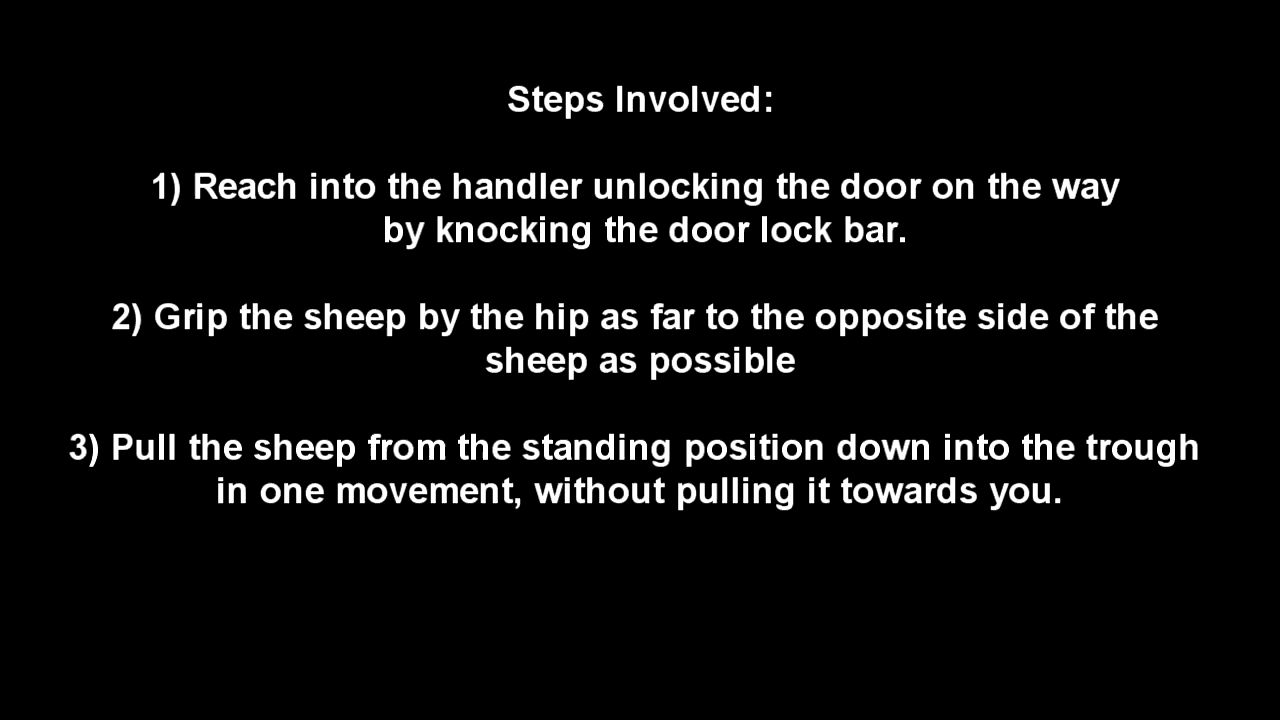 Steps Involved:
1) Reach into the handler unlocking the door on the way
by knocking the door lock bar.
2) Grip the sheep by the hip as far to the opposite side of the
sheep as possible
3) Pull the sheep from the standing position down into the trough
in one movement, without pulling it towards you.